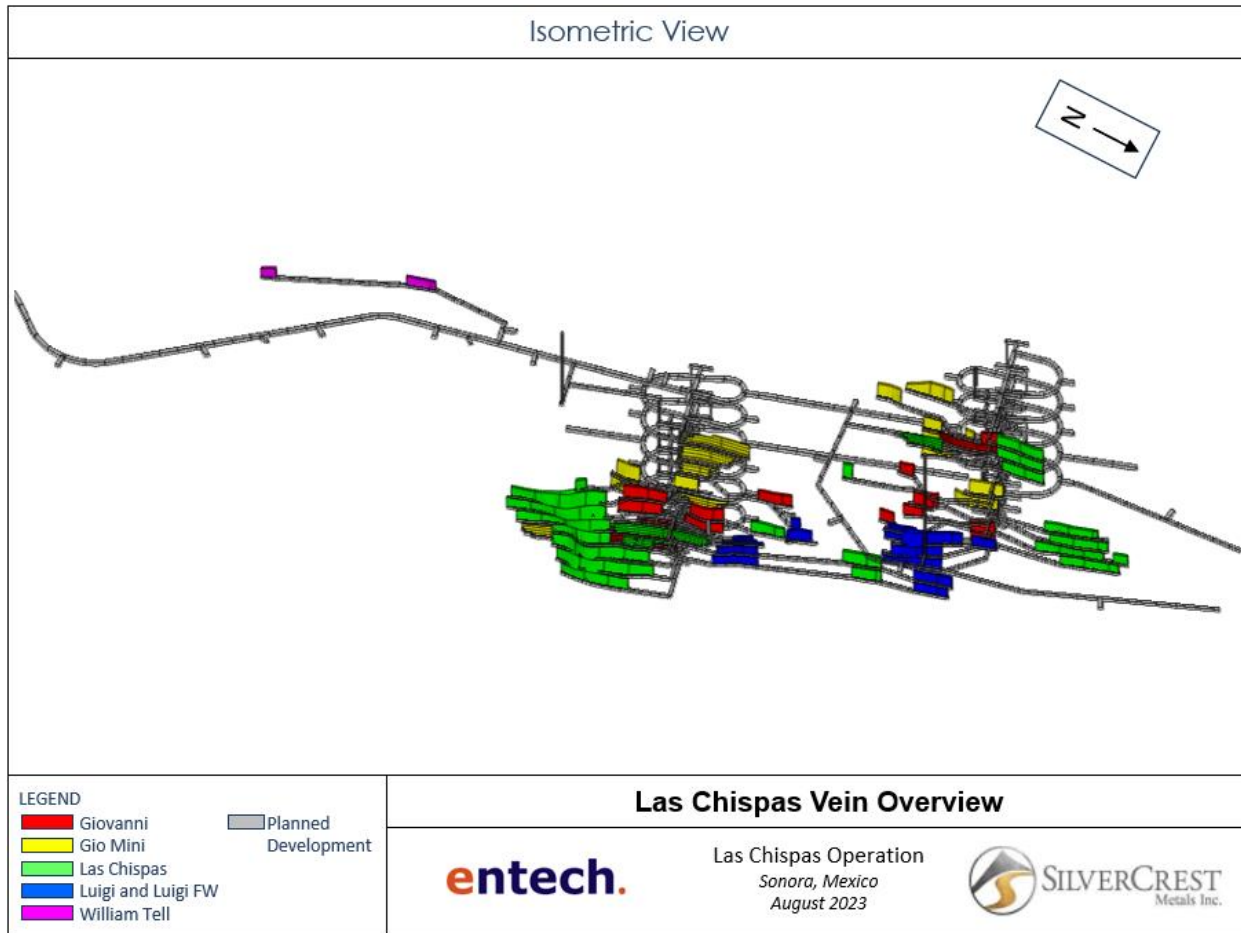 Isometric View
N
LEGEND
Giovanni
Gio Mini
Las Chispas
Luigi and Luigi FW
William Tell
Planned
Development
Las Chispas Vein Overview
entech.
Las Chispas Operation
Sonora, Mexico
August 2023
SILVERCREST
Metals Inc.